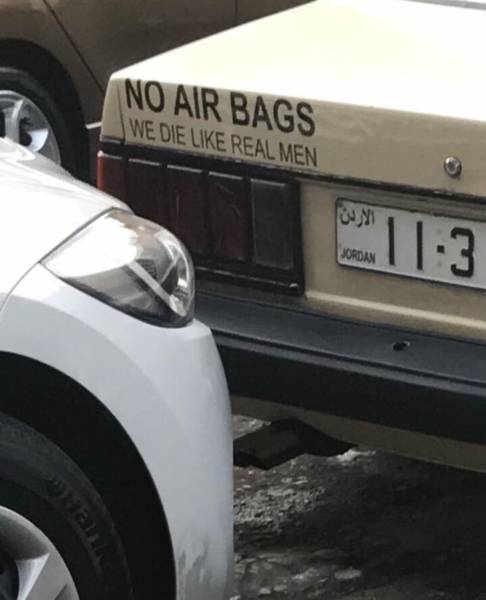 NO AIR BAGS
WE DIE LIKE REAL MEN
الاردن
JORDAN
11-3